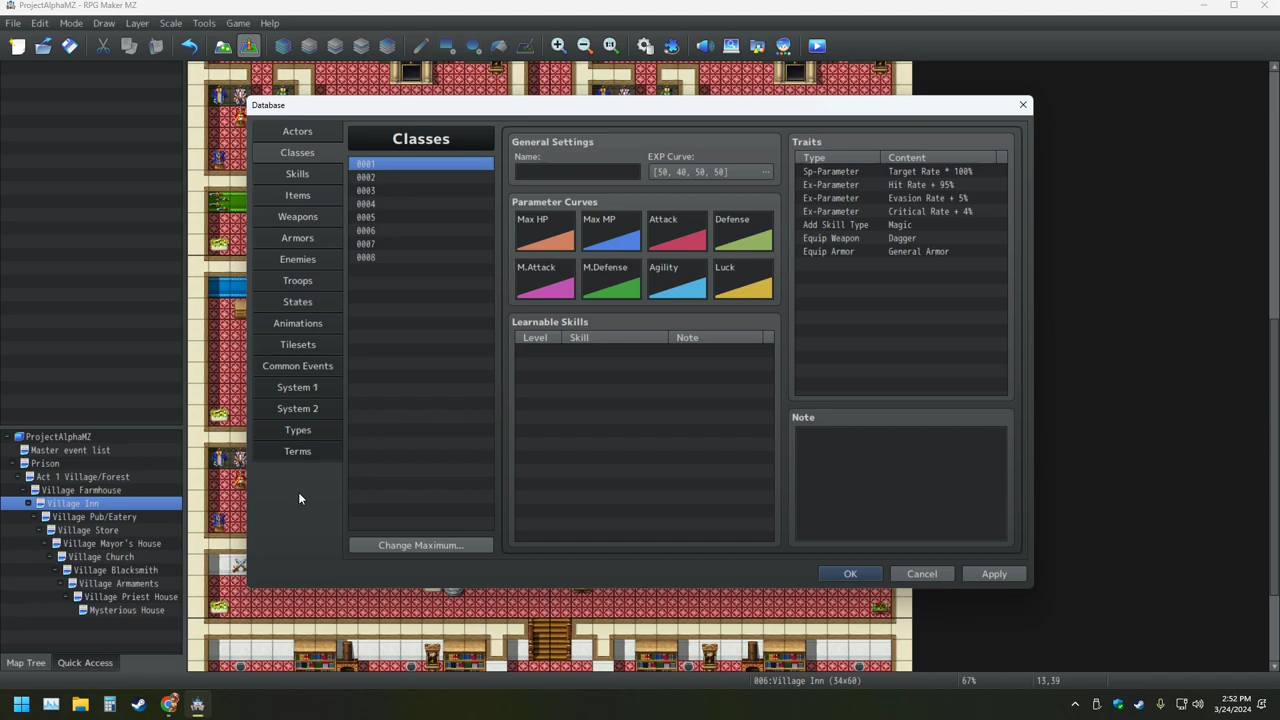 ProjectAlphaMZ - RPG Maker MZ
File Edit Mode Draw Layer Scale Tools Game Help
Database
Actors
Classes
Skills
Items
Weapons
Armors
Enemies
Troops
States
Animations
Tilesets
Common Events
System 1
System 2
Types
Terms
Classes
0001
0002
0003
0004
0005
0006
0007
0008
Change Maximum...
General Settings
Name: EXP Curve:
[50, 40, 50, 50] ...
Parameter Curves
Max HP Max MP Attack Defense
M.Attack M.Defense Agility Luck
Learnable Skills
Level Skill Note
Traits
Type Content
Sp-Parameter Target Rate * 100%
Ex-Parameter Hit Rate + 95%
Ex-Parameter Evasion Rate + 5%
Ex-Parameter Critical Rate + 4%
Add Skill Type Magic
Equip Weapon Dagger
Equip Armor General Armor
Note
OK Cancel Apply
ProjectAlphaMZ
Master event list
Prison
Act 1 Village/Forest
Village Farmhouse
Village Inn
Village Pub/Eatery
Village Store
Village Mayor's House
Village Church
Village Blacksmith
Village Armaments
Village Priest House
Mysterious House
Map Tree Quick Access
006:Village Inn (34x60) 67% 13,39
2:52 PM
3/24/2024